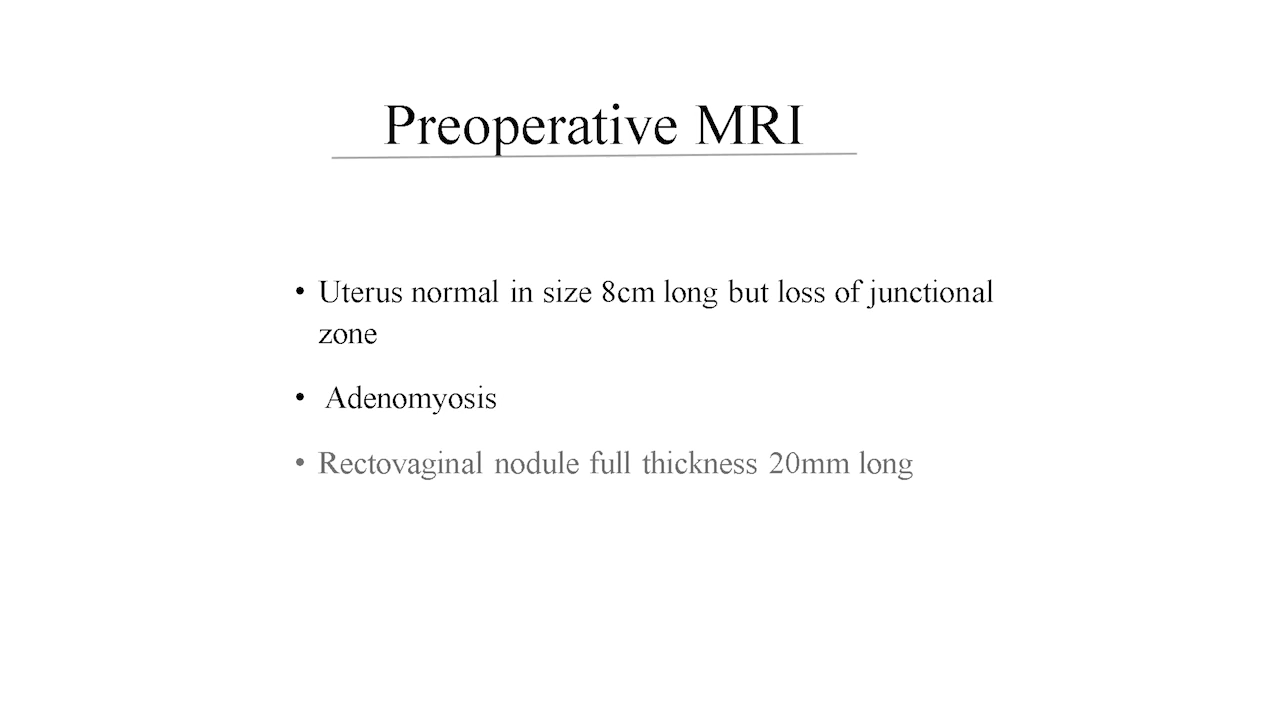 Preoperative MRI
• Uterus normal in size 8cm long but loss of junctional
zone
• Adenomyosis
• Rectovaginal nodule full thickness 20mm long